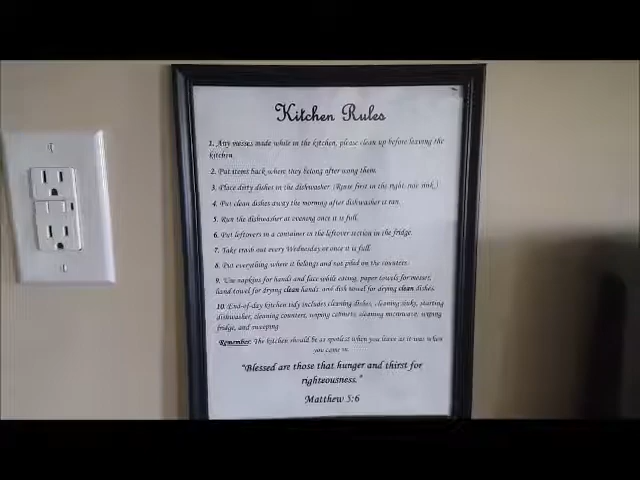 Kitchen Rules
1. Any messes made while in the kitchen, please clean up before leaving the
kitchen.
2. Put items back where they belong after using them.
3. Place dirty dishes in the dishwasher. (Rinse first in the right-side sink.)
4. Put clean dishes away the morning after dishwasher is ran.
5. Run the dishwasher at evening once it is full.
6. Put leftovers in a container in the leftover section in the fridge.
7. Take trash out every Wednesday or once it is full.
8. Put everything where it belongs and not piled on the counters.
9. Use napkins for hands and face while eating, paper towels for messes,
hand towel for drying clean hands, and dish towel for drying clean dishes.
10. End-of-day kitchen tidy includes cleaning dishes, cleaning sinks, starting
dishwasher, cleaning counters, wiping cabinets, cleaning microwave, wiping
fridge, and sweeping
Remember: The kitchen should be as spotless when you leave as it was when
you came in.
"Blessed are those that hunger and thirst for
righteousness."
Matthew 5:6